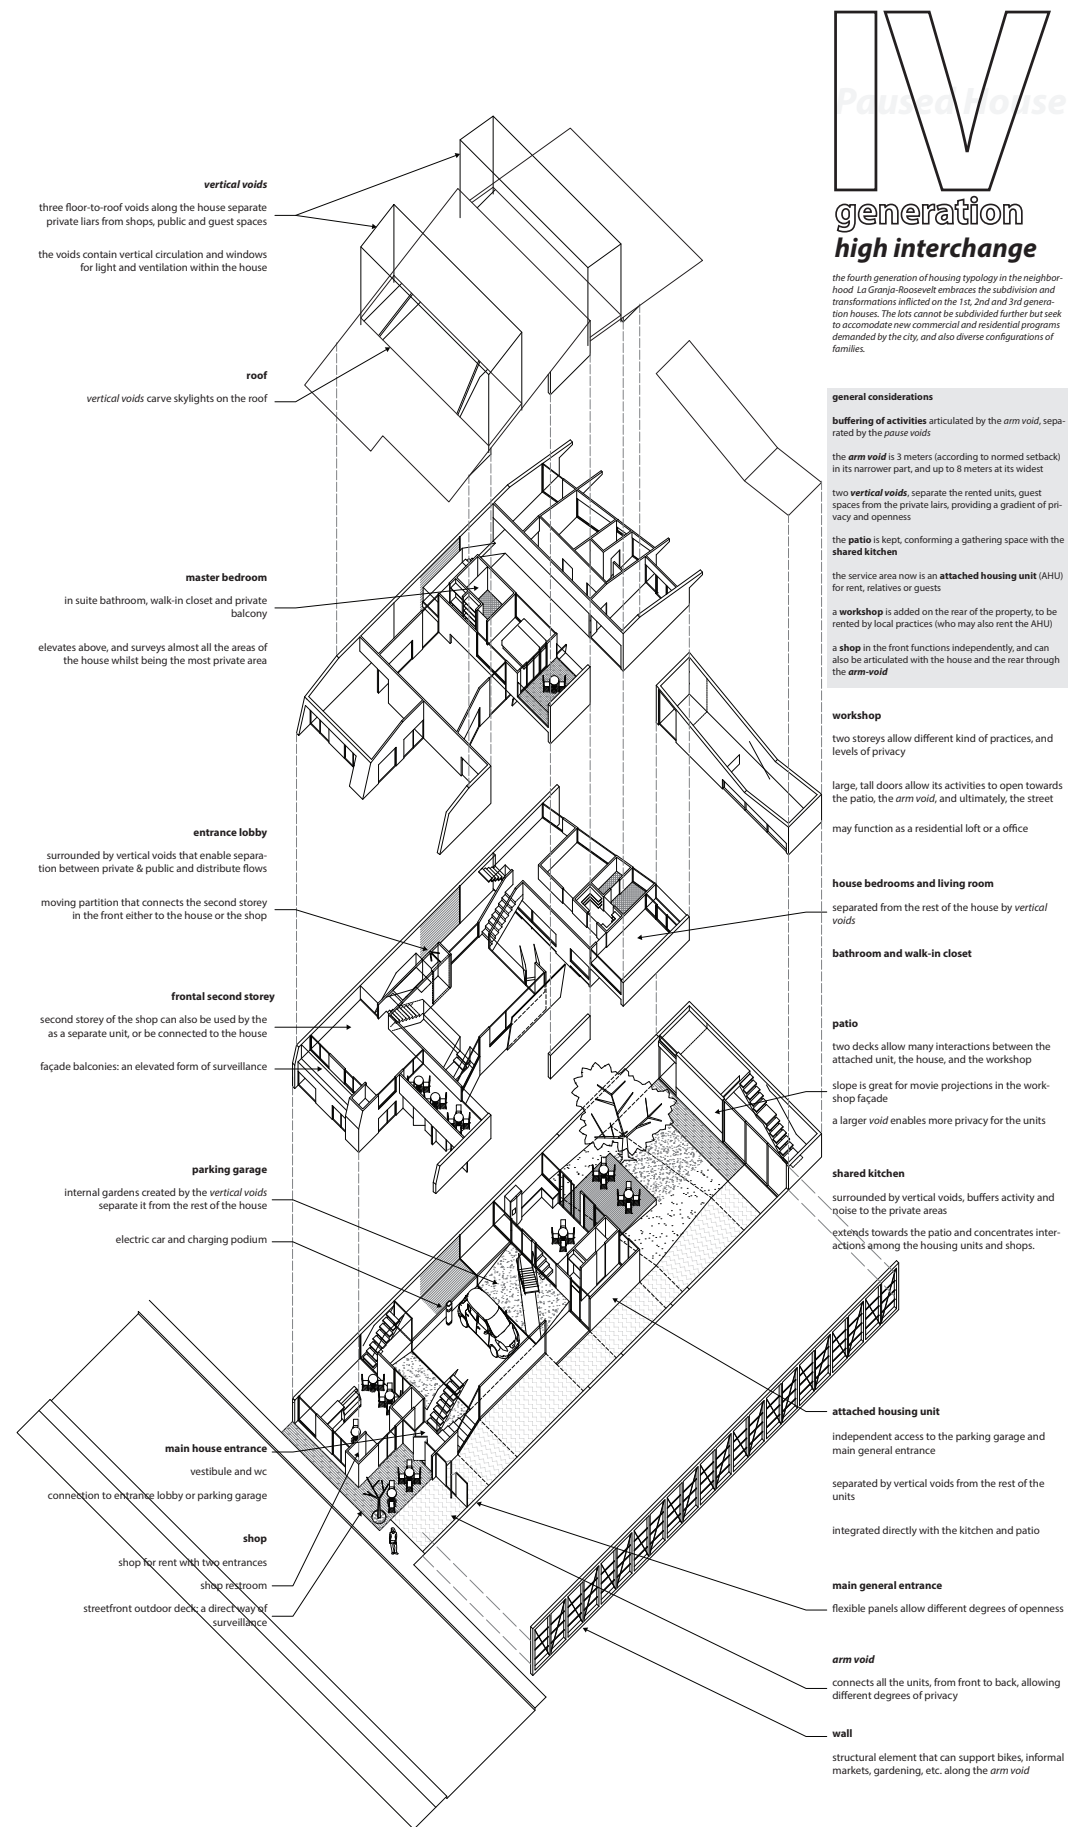 IV
Paused House
generation
high interchange
the fourth generation of housing typology in the neighbor-
hood La Granja-Roosevelt embraces the subdivision and
transformations inflicted on the 1st, 2nd and 3rd genera-
tion houses. The lots cannot be subdivided further but seek
to accomodate new commercial and residential programs
demanded by the city, and also diverse configurations of
families.
general considerations
buffering of activities articulated by the arm void, sepa-
rated by the pause voids
the arm void is 3 meters (according to normed setback)
in its narrower part, and up to 8 meters at its widest
two vertical voids, separate the rented units, guest
spaces from the private lairs, providing a gradient of pri-
vacy and openness
the patio is kept, conforming a gathering space with the
shared kitchen
the service area now is an attached housing unit (AHU)
for rent, relatives or guests
a workshop is added on the rear of the property, to be
rented by local practices (who may also rent the AHU)
a shop in the front functions independently, and can
also be articulated with the house and the rear through
the arm-void
vertical voids
three floor-to-roof voids along the house separate
private liars from shops, public and guest spaces
the voids contain vertical circulation and windows
for light and ventilation within the house
roof
vertical voids carve skylights on the roof
master bedroom
in suite bathroom, walk-in closet and private
balcony
elevates above, and surveys almost all the areas of
the house whilst being the most private area
entrance lobby
surrounded by vertical voids that enable separa-
tion between private & public and distribute flows
moving partition that connects the second storey
in the front either to the house or the shop
frontal second storey
second storey of the shop can also be used by the
as a separate unit, or be connected to the house
façade balconies: an elevated form of surveillance
parking garage
internal gardens created by the vertical voids
separate it from the rest of the house
electric car and charging podium
main house entrance
vestibule and wc
connection to entrance lobby or parking garage
shop
shop for rent with two entrances
shop restroom
streetfront outdoor deck: a direct way of
surveillance
workshop
two storeys allow different kind of practices, and
levels of privacy
large, tall doors allow its activities to open towards
the patio, the arm void, and ultimately, the street
may function as a residential loft or a office
house bedrooms and living room
separated from the rest of the house by vertical
voids
bathroom and walk-in closet
patio
two decks allow many interactions between the
attached unit, the house, and the workshop
slope is great for movie projections in the work-
shop façade
a larger void enables more privacy for the units
shared kitchen
surrounded by vertical voids, buffers activity and
noise to the private areas
extends towards the patio and concentrates inter-
actions among the housing units and shops.
attached housing unit
independent access to the parking garage and
main general entrance
separated by vertical voids from the rest of the
units
integrated directly with the kitchen and patio
main general entrance
flexible panels allow different degrees of openness
arm void
connects all the units, from front to back, allowing
different degrees of privacy
wall
structural element that can support bikes, informal
markets, gardening, etc. along the arm void